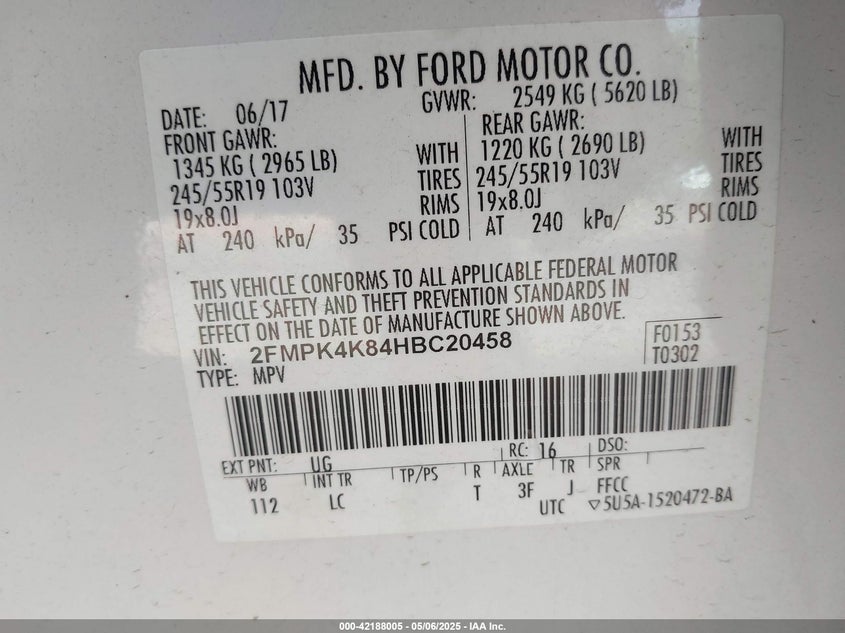 MFD. BY FORD MOTOR CO.
DATE: 06/17 GVWR: 2549 KG ( 5620 LB)
FRONT GAWR: REAR GAWR:
1345 KG ( 2965 LB) WITH 1220 KG ( 2690 LB) WITH
245/55R19 103V TIRES 245/55R19 103V TIRES
19x8.0J RIMS 19x8.0J RIMS
AT 240 kPa/ 35 PSI COLD AT 240 kPa/ 35 PSI COLD
THIS VEHICLE CONFORMS TO ALL APPLICABLE FEDERAL MOTOR
VEHICLE SAFETY AND THEFT PREVENTION STANDARDS IN
EFFECT ON THE DATE OF MANUFACTURE SHOWN ABOVE.
VIN: 2FMPK4K84HBC20458 F0153
TYPE: MPV T0302
EXT PNT: UG RC: 16 DSO:
WB INT TR TP/PS R AXLE TR SPR
112 LC T 3F J FFCC
UTC ▽5U5A-1520472-BA
000-42188005 - 05/06/2025 - IAA Inc.